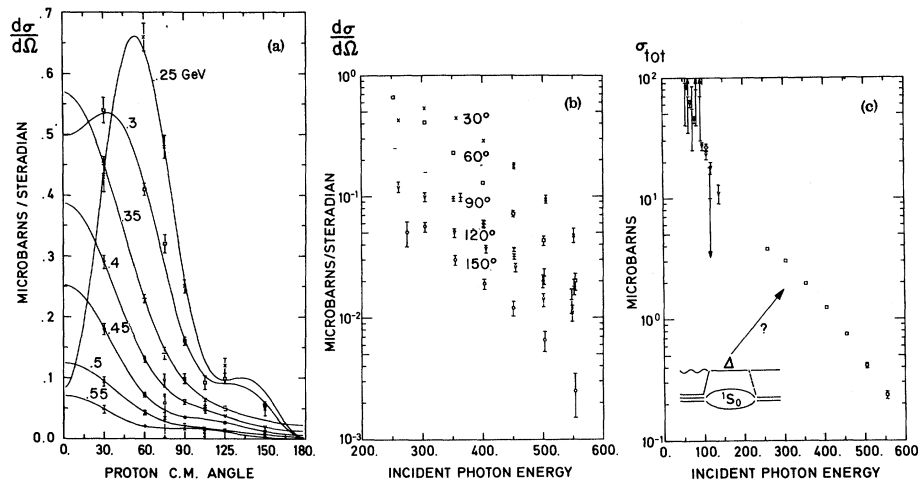 dσ
dΩ
.7
.6
.5
.4
.3
.2
.1
0.0
MICROBARNS / STERADIAN
(a)
.25 GeV
.3
.35
.4
.45
.5
.55
0. 30. 60. 90. 120. 150. 180.
PROTON C.M. ANGLE
dσ
dΩ
10⁰
10⁻¹
10⁻²
10⁻³
MICROBARNS/STERADIAN
(b)
× 30°
□ 60°
90°
120°
150°
200. 300. 400. 500. 600.
INCIDENT PHOTON ENERGY
σtot
10²
10¹
10⁰
10⁻¹
MICROBARNS
(c)
?
Δ
¹S₀
0 100 200 300 400 500 600
INCIDENT PHOTON ENERGY